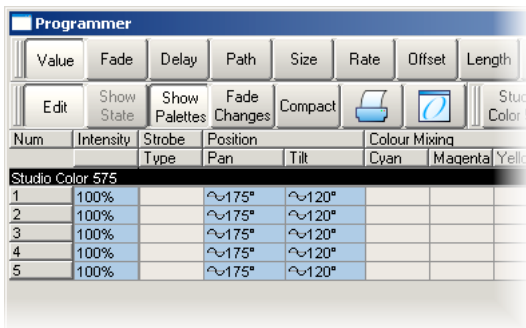 Programmer
Value Fade Delay Path Size Rate Offset Length
Edit Show State Show Palettes Fade Changes Compact
Num Intensity Strobe Position Colour Mixing
Type Pan Tilt Cyan Magenta
Studio Color 575
1 100% ~175° ~120°
2 100% ~175° ~120°
3 100% ~175° ~120°
4 100% ~175° ~120°
5 100% ~175° ~120°